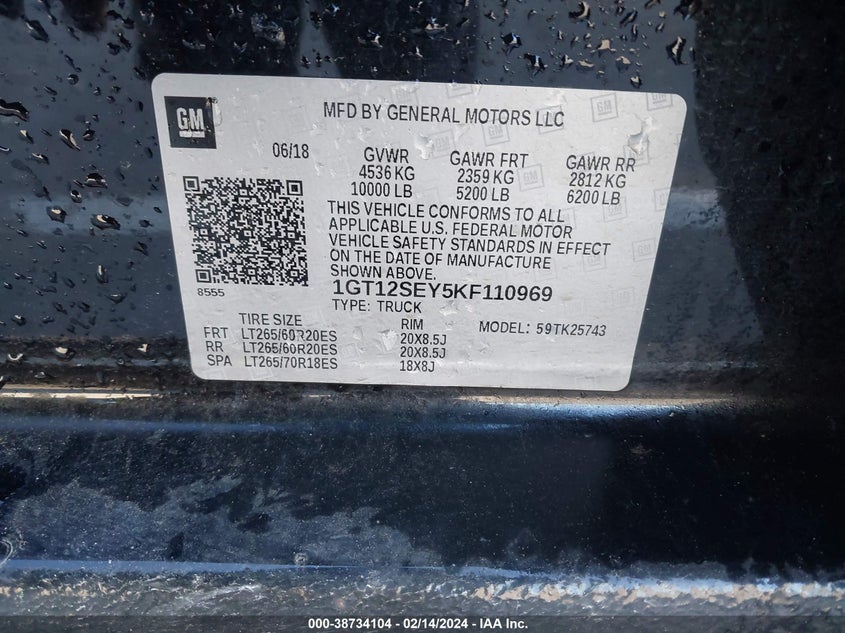 GM
MFD BY GENERAL MOTORS LLC
06/18 GVWR GAWR FRT GAWR RR
4536 KG 2359 KG 2812 KG
10000 LB 5200 LB 6200 LB
THIS VEHICLE CONFORMS TO ALL
APPLICABLE U.S. FEDERAL MOTOR
VEHICLE SAFETY STANDARDS IN EFFECT
ON THE DATE OF MANUFACTURE
SHOWN ABOVE.
8555
1GT12SEY5KF110969
TYPE: TRUCK
TIRE SIZE RIM MODEL: 59TK25743
FRT LT265/60R20ES 20X8.5J
RR LT265/60R20ES 20X8.5J
SPA LT265/70R18ES 18X8J
000-38734104 - 02/14/2024 - IAA Inc.